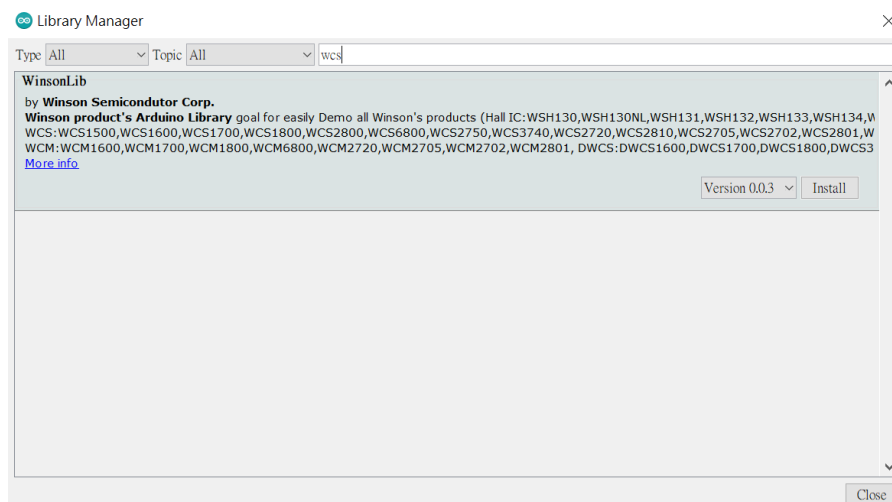 Library Manager
Type All Topic All wcs
WinsonLib
by Winson Semicondutor Corp.
Winson product's Arduino Library goal for easily Demo all Winson's products (Hall IC:WSH130,WSH130NL,WSH131,WSH132,WSH133,WSH134,W
WCS:WCS1500,WCS1600,WCS1700,WCS1800,WCS2800,WCS6800,WCS2750,WCS3740,WCS2720,WCS2810,WCS2705,WCS2702,WCS2801,W
WCM:WCM1600,WCM1700,WCM1800,WCM6800,WCM2720,WCM2705,WCM2702,WCM2801, DWCS:DWCS1600,DWCS1700,DWCS1800,DWCS3
More info
Version 0.0.3 Install
Close